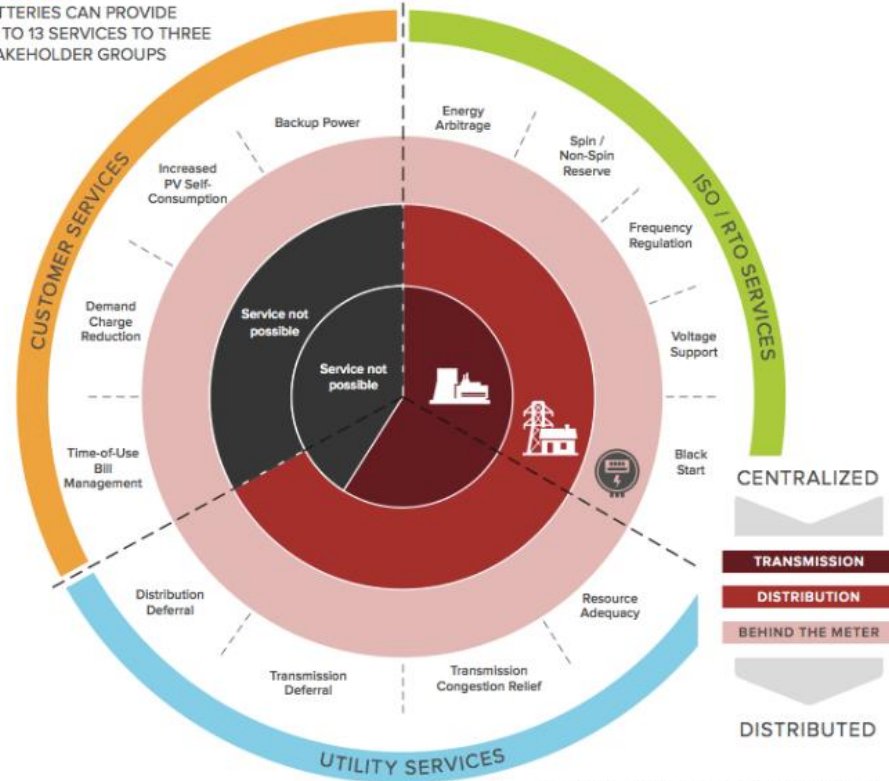 TTERIES CAN PROVIDE
TO 13 SERVICES TO THREE
AKEHOLDER GROUPS
CUSTOMER SERVICES
ISO / RTO SERVICES
UTILITY SERVICES
Backup Power
Increased
PV Self-
Consumption
Demand
Charge
Reduction
Time-of-Use
Bill
Management
Energy
Arbitrage
Spin /
Non-Spin
Reserve
Frequency
Regulation
Voltage
Support
Black
Start
Resource
Adequacy
Transmission
Congestion Relief
Transmission
Deferral
Distribution
Deferral
Service not
possible
Service not
possible
CENTRALIZED
TRANSMISSION
DISTRIBUTION
BEHIND THE METER
DISTRIBUTED